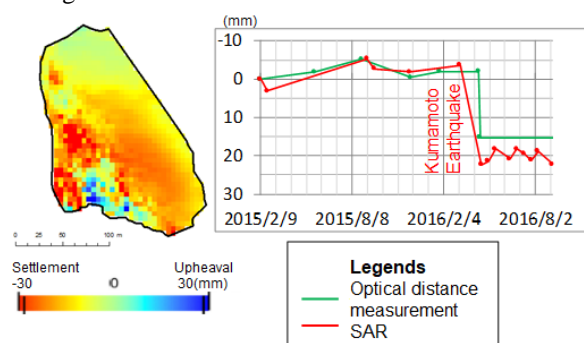 (mm)
-10
0
10
20
30
Kumamoto
Earthquake
2015/2/9 2015/8/8 2016/2/4 2016/8/2
0 25 50 100 m
Settlement Upheaval
-30 0 30(mm)
Legends
Optical distance
measurement
SAR